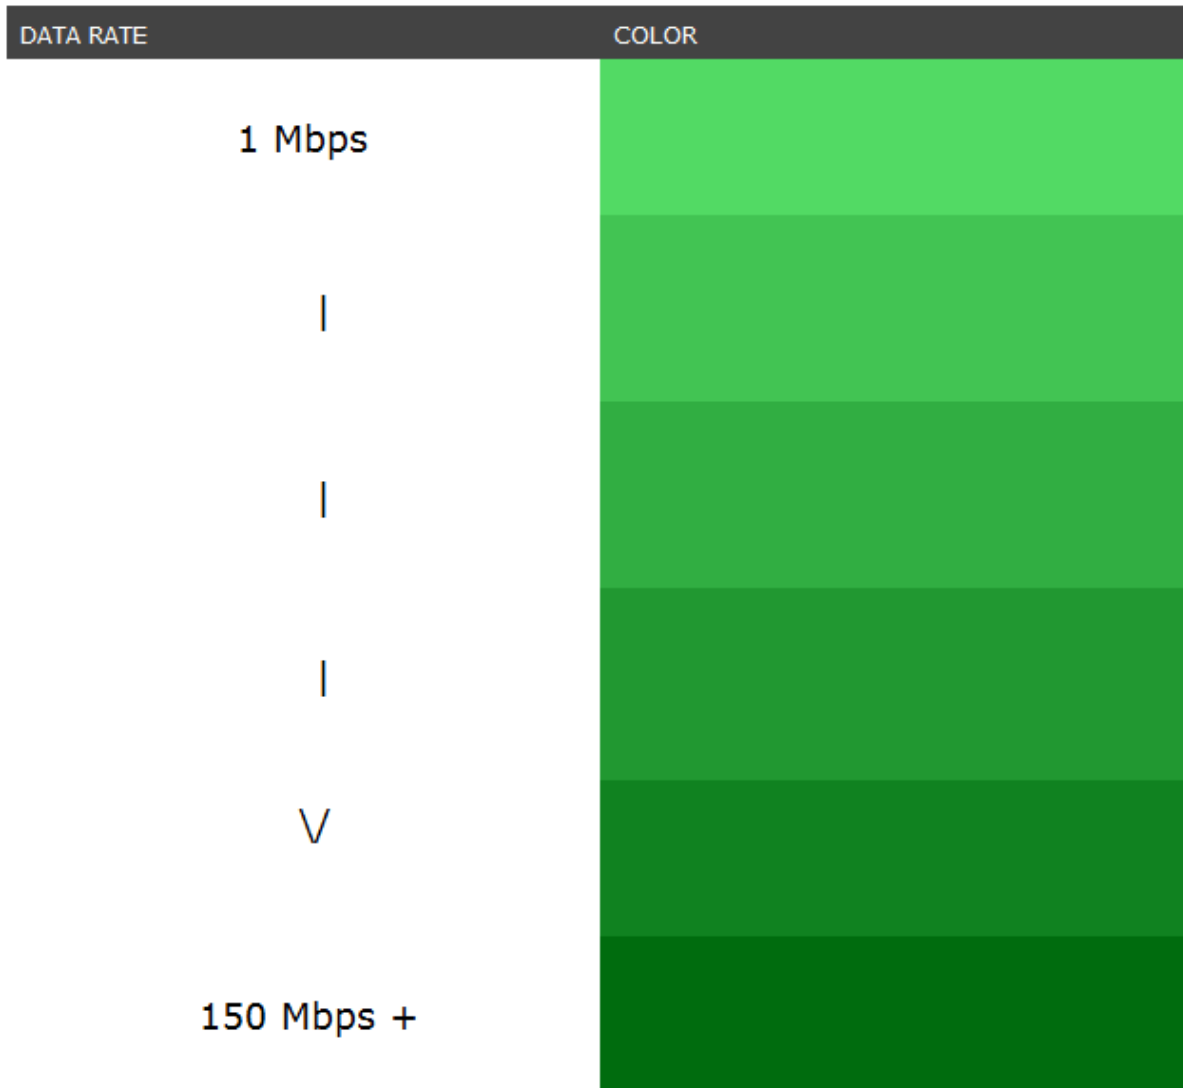 DATA RATE COLOR
1 Mbps
|
|
|
\/
150 Mbps +